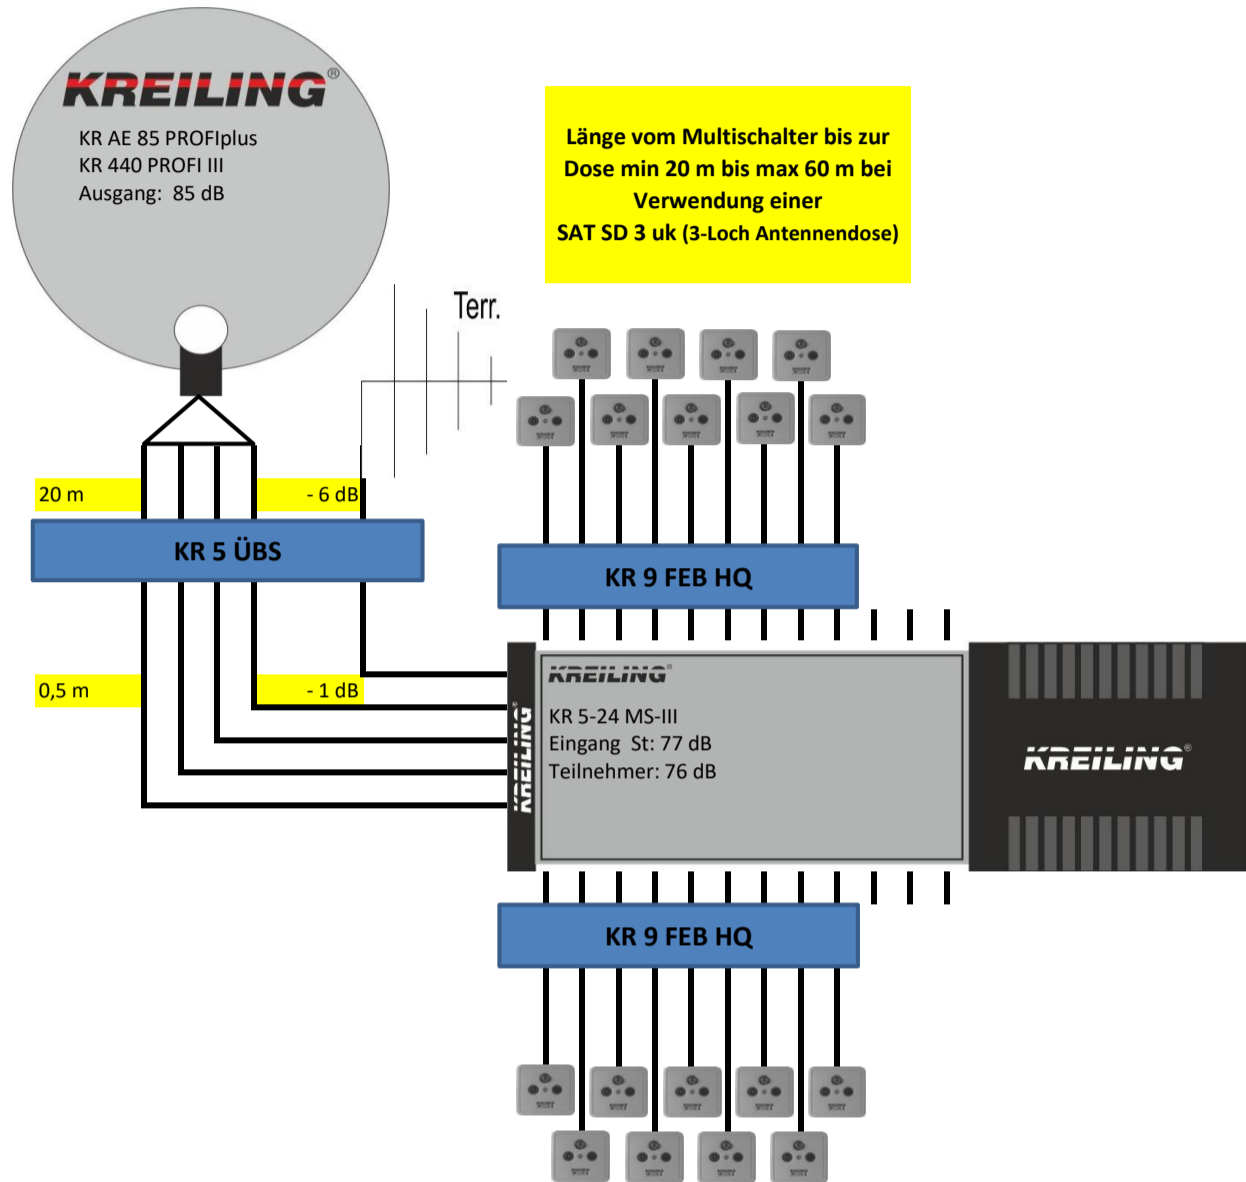 KREILING®
KR AE 85 PROFIplus
KR 440 PROFI III
Ausgang: 85 dB
Länge vom Multischalter bis zur
Dose min 20 m bis max 60 m bei
Verwendung einer
SAT SD 3 uk (3-Loch Antennendose)
Terr.
20 m
- 6 dB
KR 5 ÜBS
KR 9 FEB HQ
0,5 m
- 1 dB
KREILING®
KREILING®
KR 5-24 MS-III
Eingang St: 77 dB
Teilnehmer: 76 dB
KREILING®
KR 9 FEB HQ